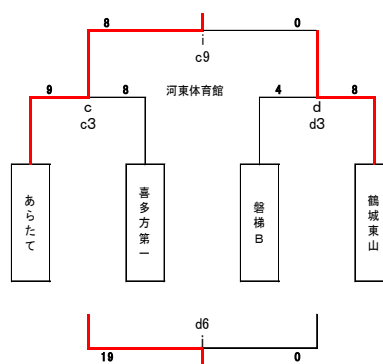 8 0
i
c9
9 8 河東体育館 4 8
c d
c3 d3
あらたて
喜多方第一
磐梯B
鶴城東山
d6
j
19 0